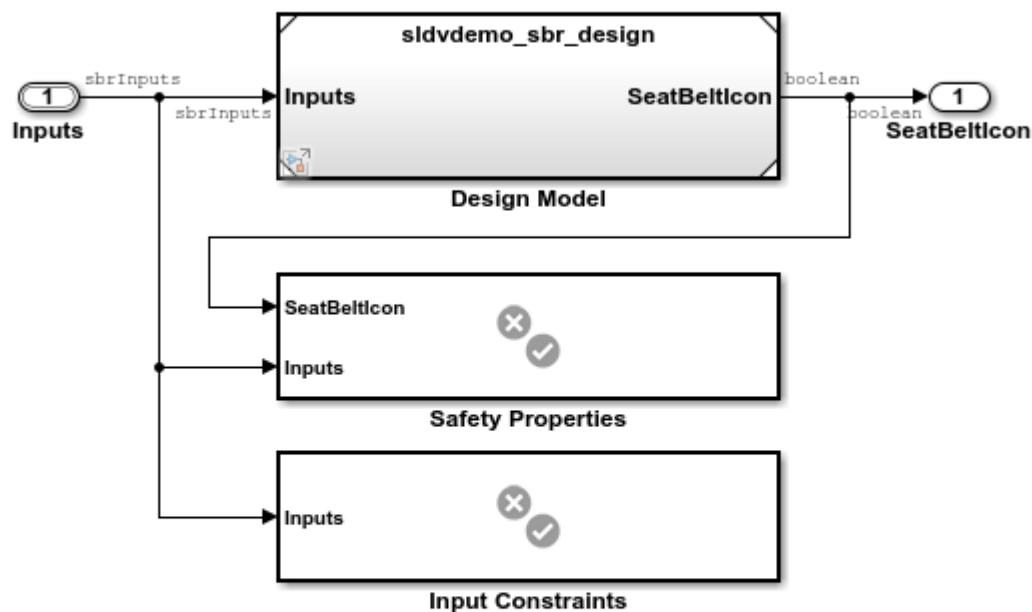 sldvdemo_sbr_design
sbrInputs
1
Inputs
sbrInputs
Inputs
SeatBeltIcon
boolean
boolean
1
SeatBeltIcon
Design Model
SeatBeltIcon
Inputs
Safety Properties
Inputs
Input Constraints